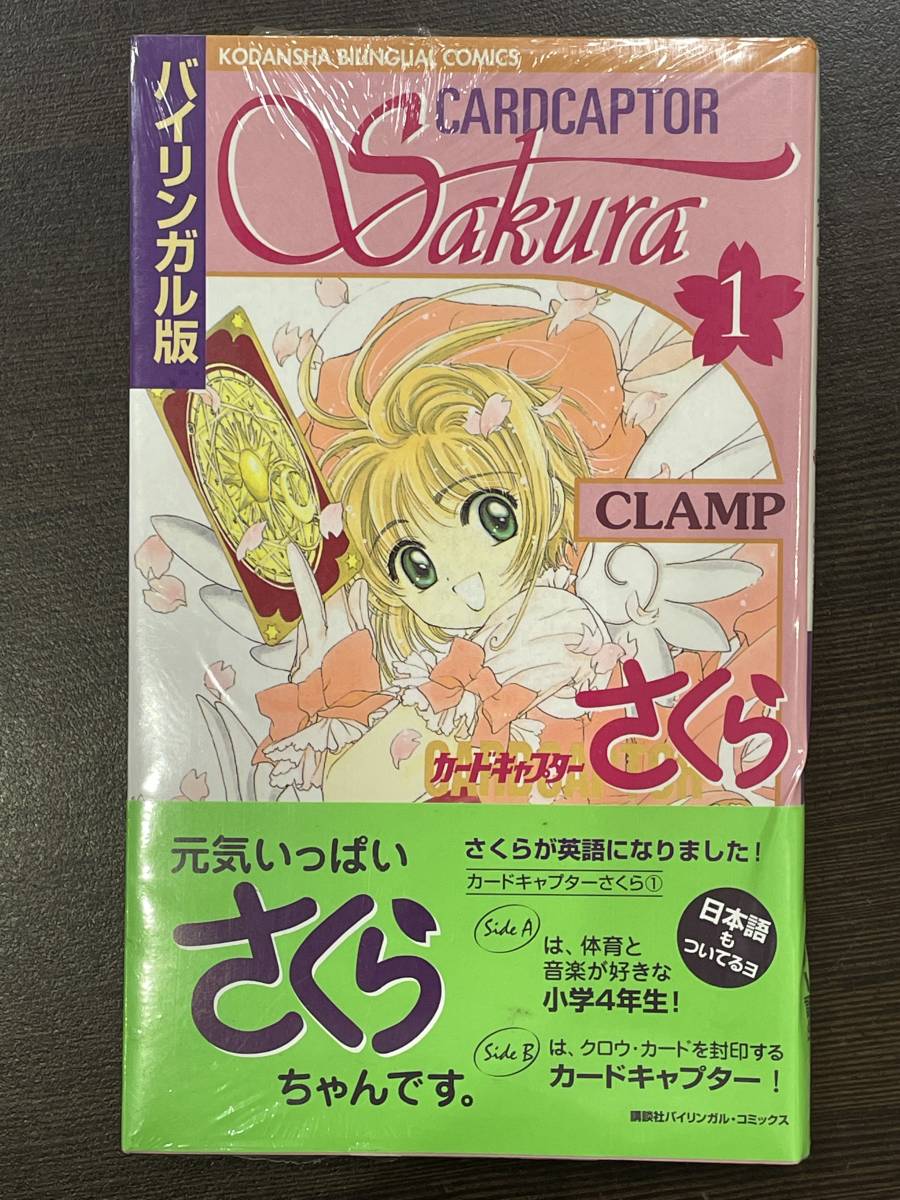 KODANSHA BILINGUAL COMICS
バイリンガル版
CARDCAPTOR
Sakura
1
CLAMP
CARDCAPTOR
カードキャプター
さくら
元気いっぱい
さくら
ちゃんです。
さくらが英語になりました!
カードキャプターさくら①
日本語
も
ついてるヨ
Side A
は、体育と
音楽が好きな
小学4年生!
Side B
は、クロウ・カードを封印する
カードキャプター!
講談社バイリンガル・コミックス